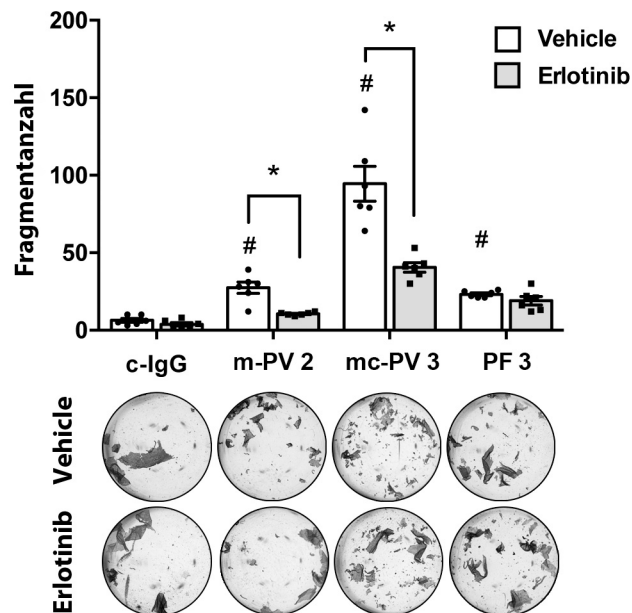 200
150
100
50
0
Fragmentanzahl
Vehicle
Erlotinib
*
#
*
#
#
c-IgG
m-PV 2
mc-PV 3
PF 3
Vehicle
Erlotinib